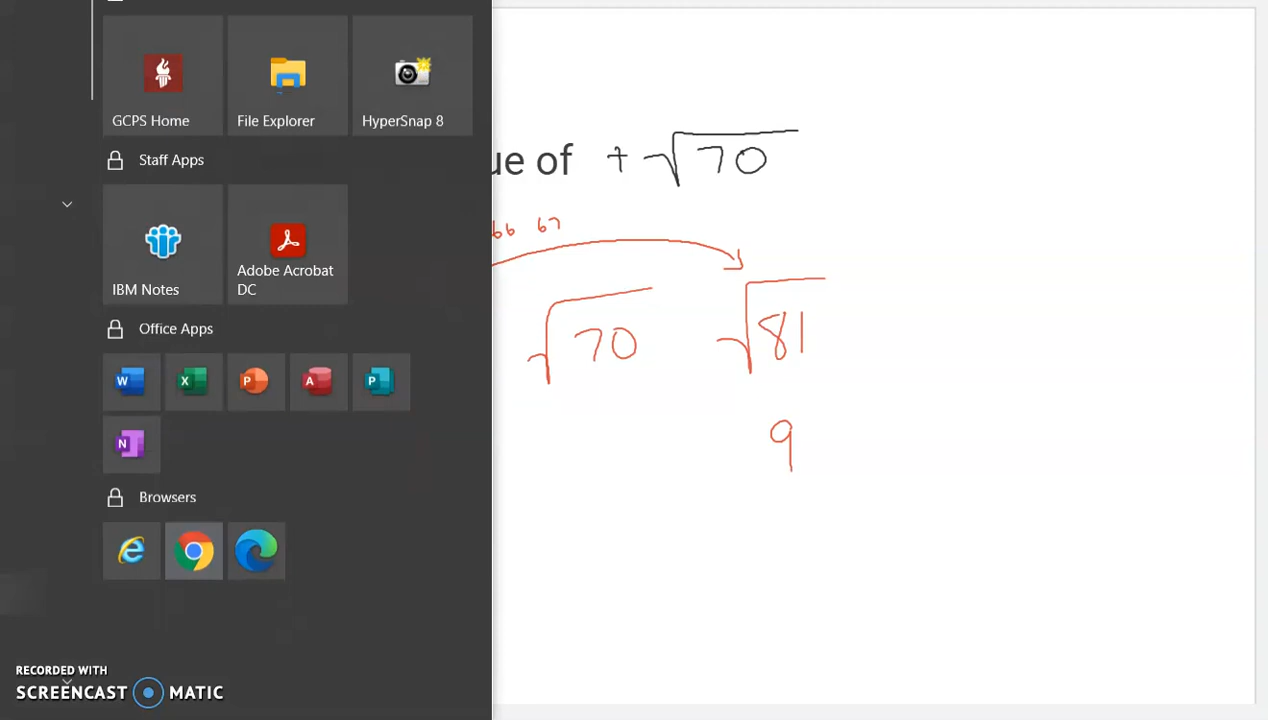 GCPS Home File Explorer HyperSnap 8
Staff Apps
IBM Notes Adobe Acrobat DC
Office Apps
Browsers
RECORDED WITH
SCREENCAST MATIC
ue of + √70
66 67
√70 √81
9